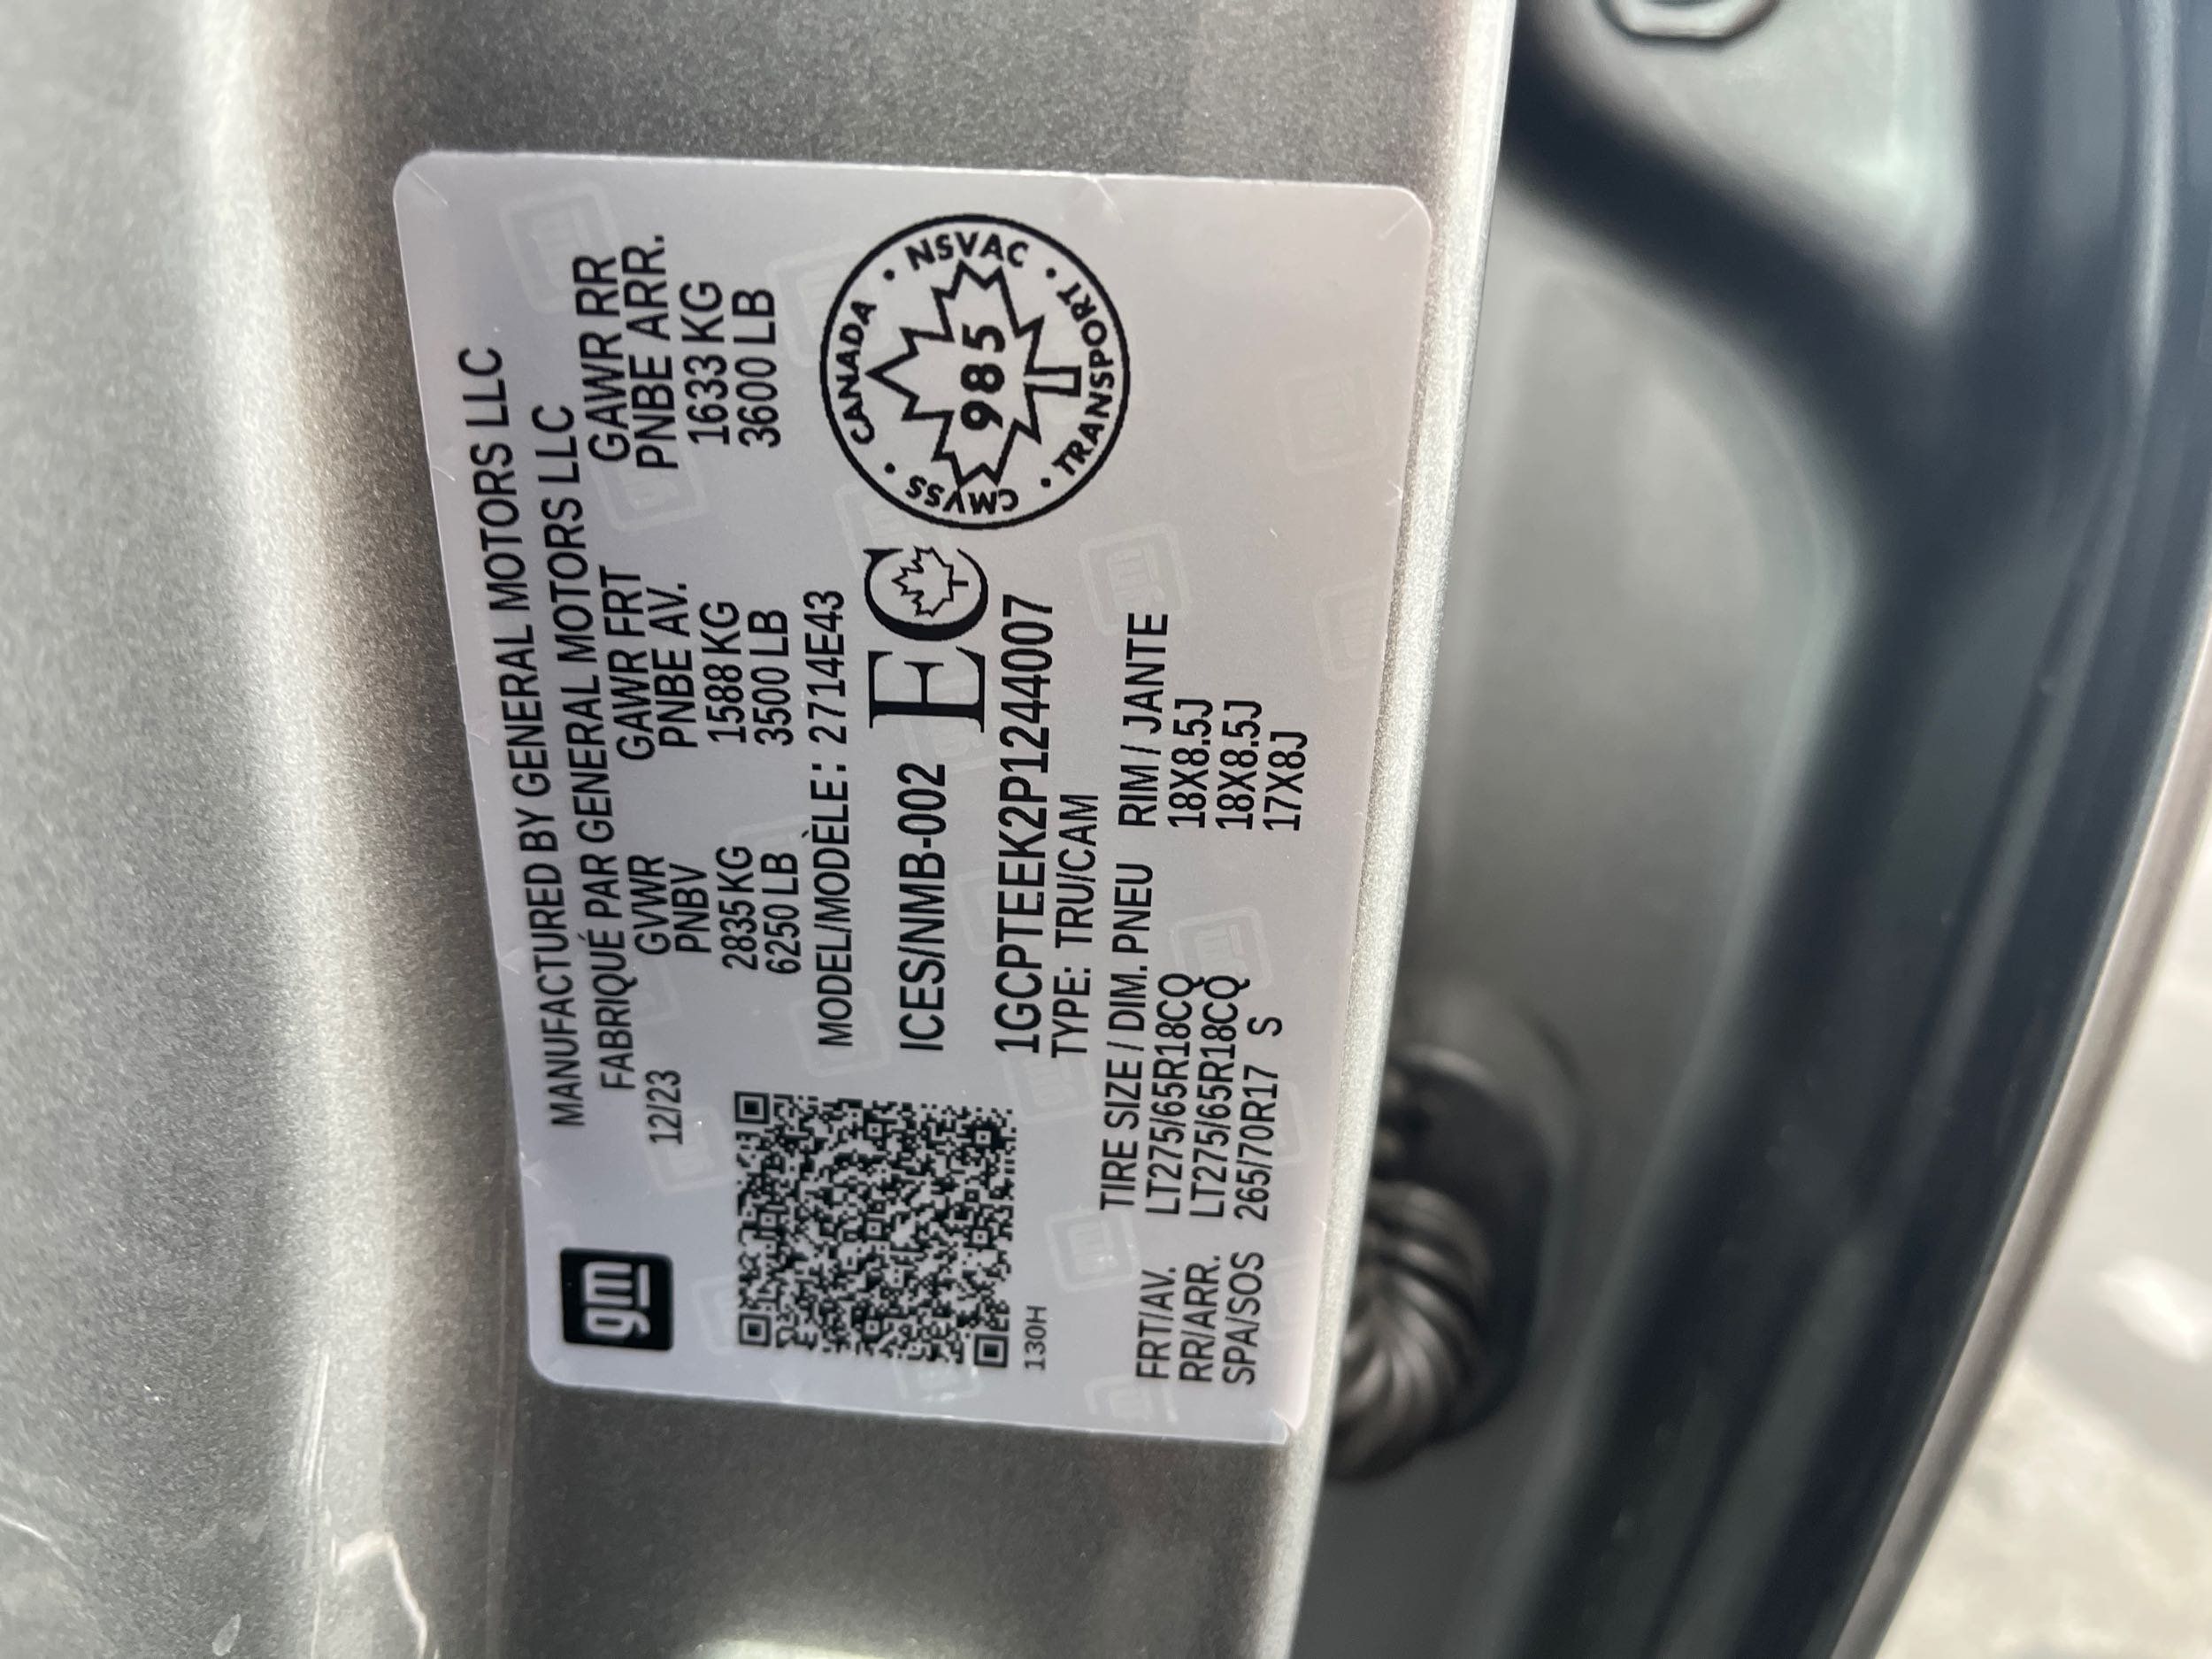 gm
MANUFACTURED BY GENERAL MOTORS LLC
FABRIQUÉ PAR GENERAL MOTORS LLC
12/23 GVWR GAWR FRT GAWR RR
PNBV PNBE AV. PNBE ARR.
2835 KG 1588 KG 1633 KG
6250 LB 3500 LB 3600 LB
MODEL/MODÈLE: 2714E43
ICES/NMB-002 EC
CANADA • NSVAC • TRANSPORT • CMVSS •
985
1GCPTEEK2P1244007
TYPE: TRU/CAM
130H
TIRE SIZE / DIM. PNEU RIM / JANTE
FRT/AV. LT275/65R18CQ 18X8.5J
RR/ARR. LT275/65R18CQ 18X8.5J
SPA/SOS 265/70R17 S 17X8J